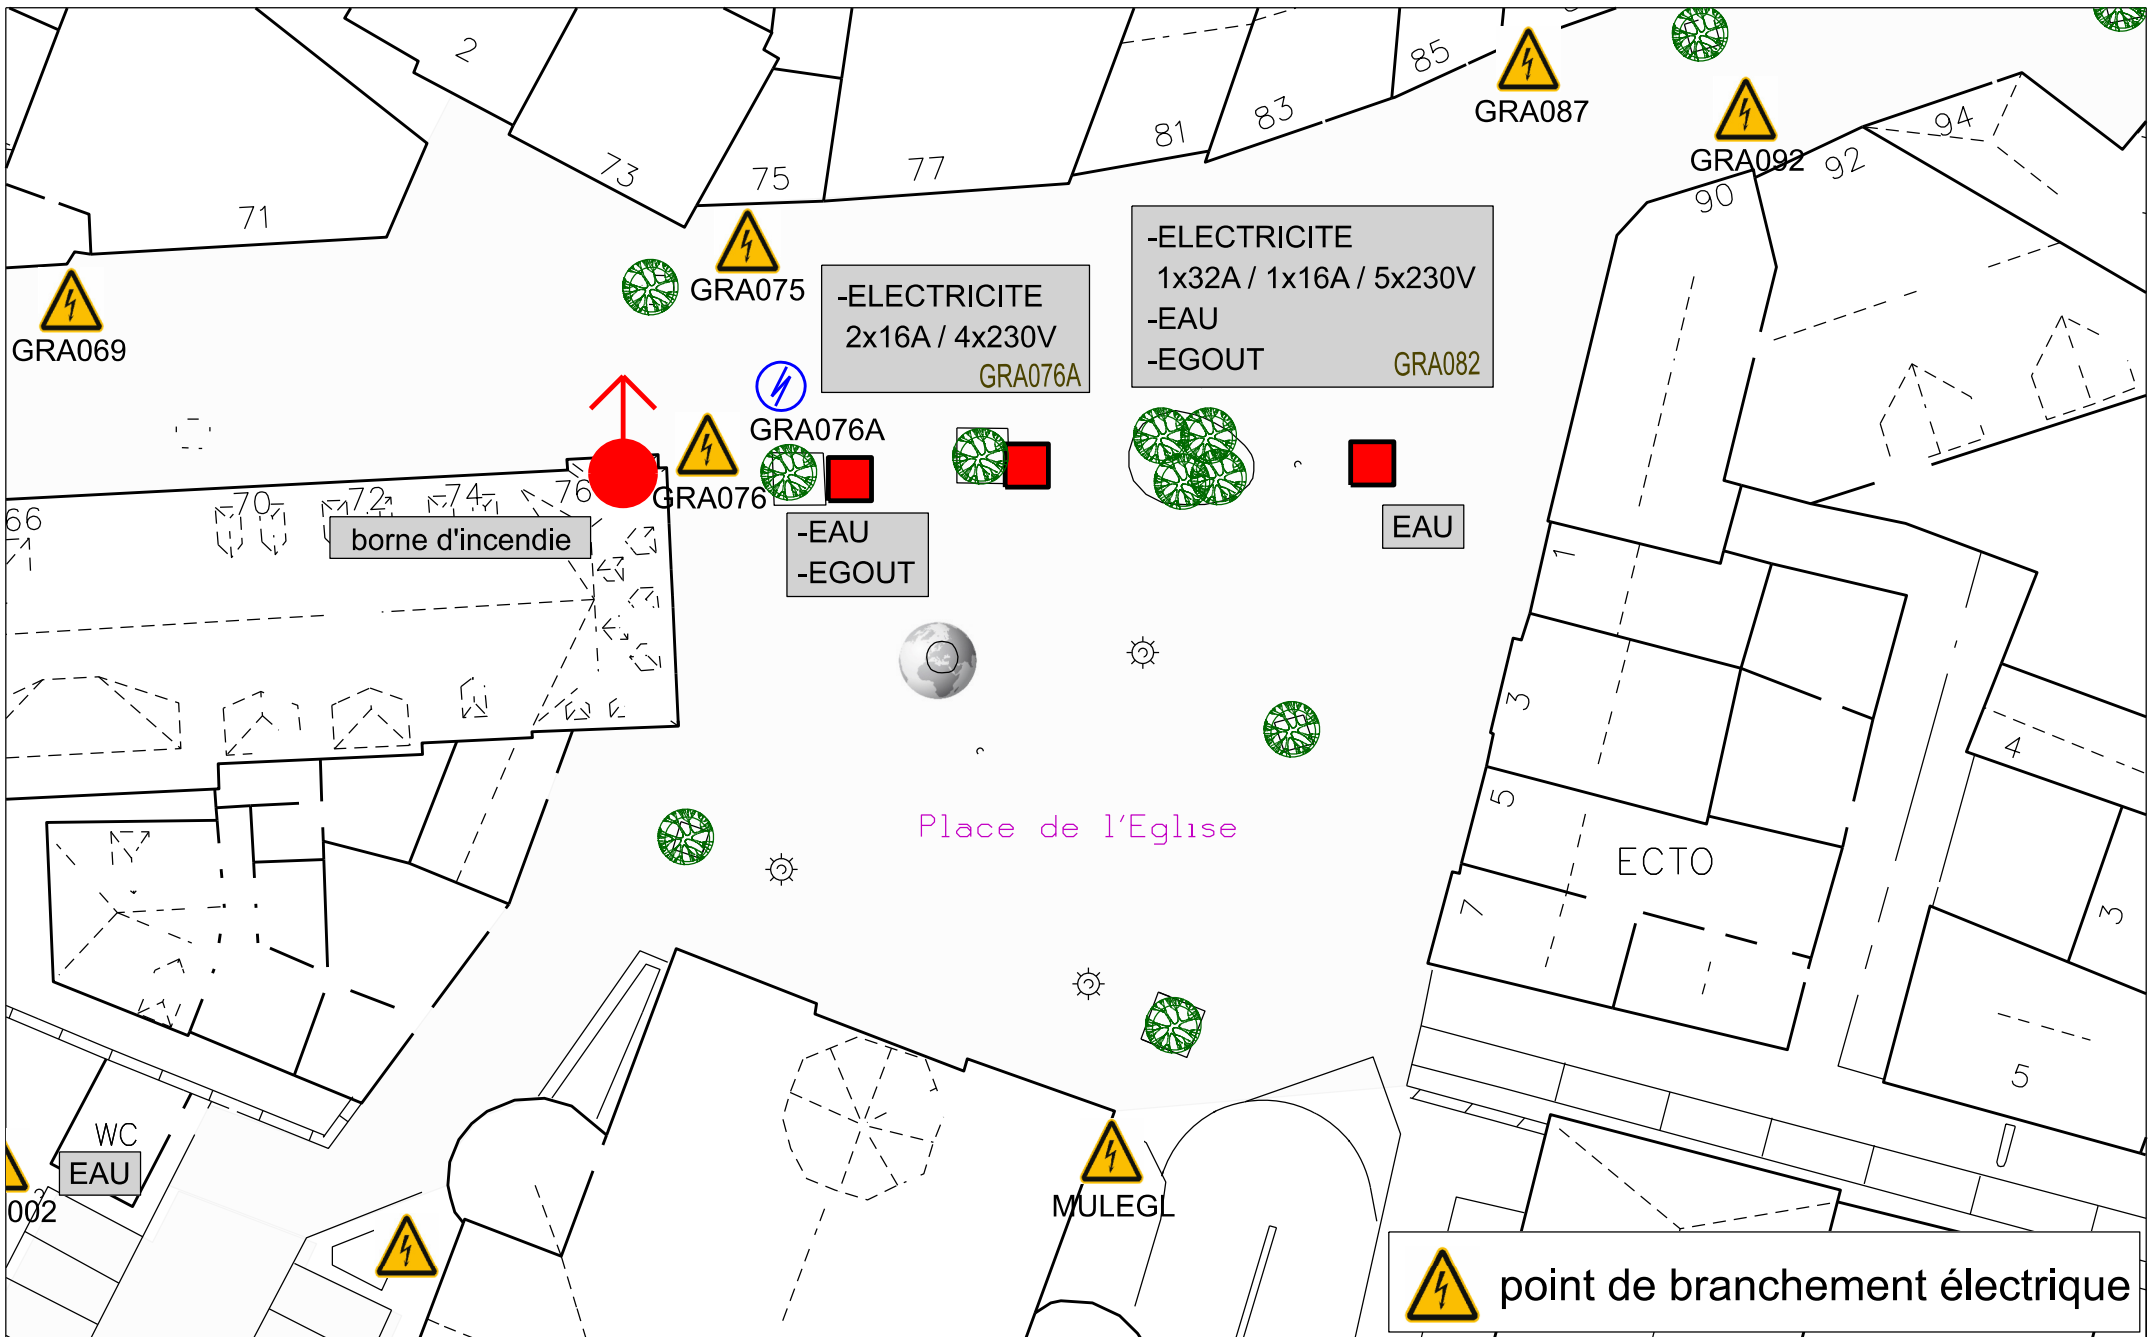 2
85
GRA087
94
83
81
GRA092
92
73
75
77
90
71
-ELECTRICITE
1x32A / 1x16A / 5x230V
-EAU
-EGOUT
GRA082
GRA075
-ELECTRICITE
2x16A / 4x230V
GRA076A
GRA069
GRA076A
GRA076
66
70
72
74
76
borne d'incendie
-EAU
-EGOUT
EAU
1
3
4
5
Place de l'Eglise
ECTO
7
3
5
WC
EAU
002
MULEGL
point de branchement électrique